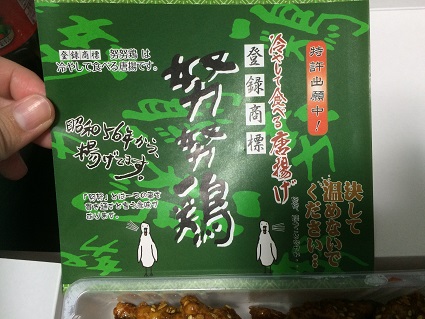 特許出願中!
冷やして食べる唐揚げ
登録商標
努努鶏
決して
温めないで
ください…
登録商標 努努鶏 は
冷やして食べる唐揚です。
昭和56年から、
揚げてます!